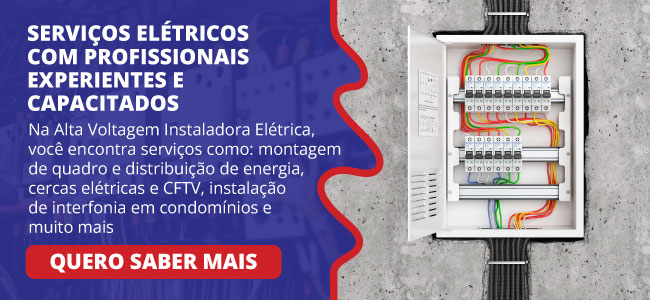 SERVIÇOS ELÉTRICOS
COM PROFISSIONAIS
EXPERIENTES E
CAPACITADOS
Na Alta Voltagem Instaladora Elétrica,
você encontra serviços como: montagem
de quadro e distribuição de energia,
cercas elétricas e CFTV, instalação
de interfonia em condomínios e
muito mais
QUERO SABER MAIS